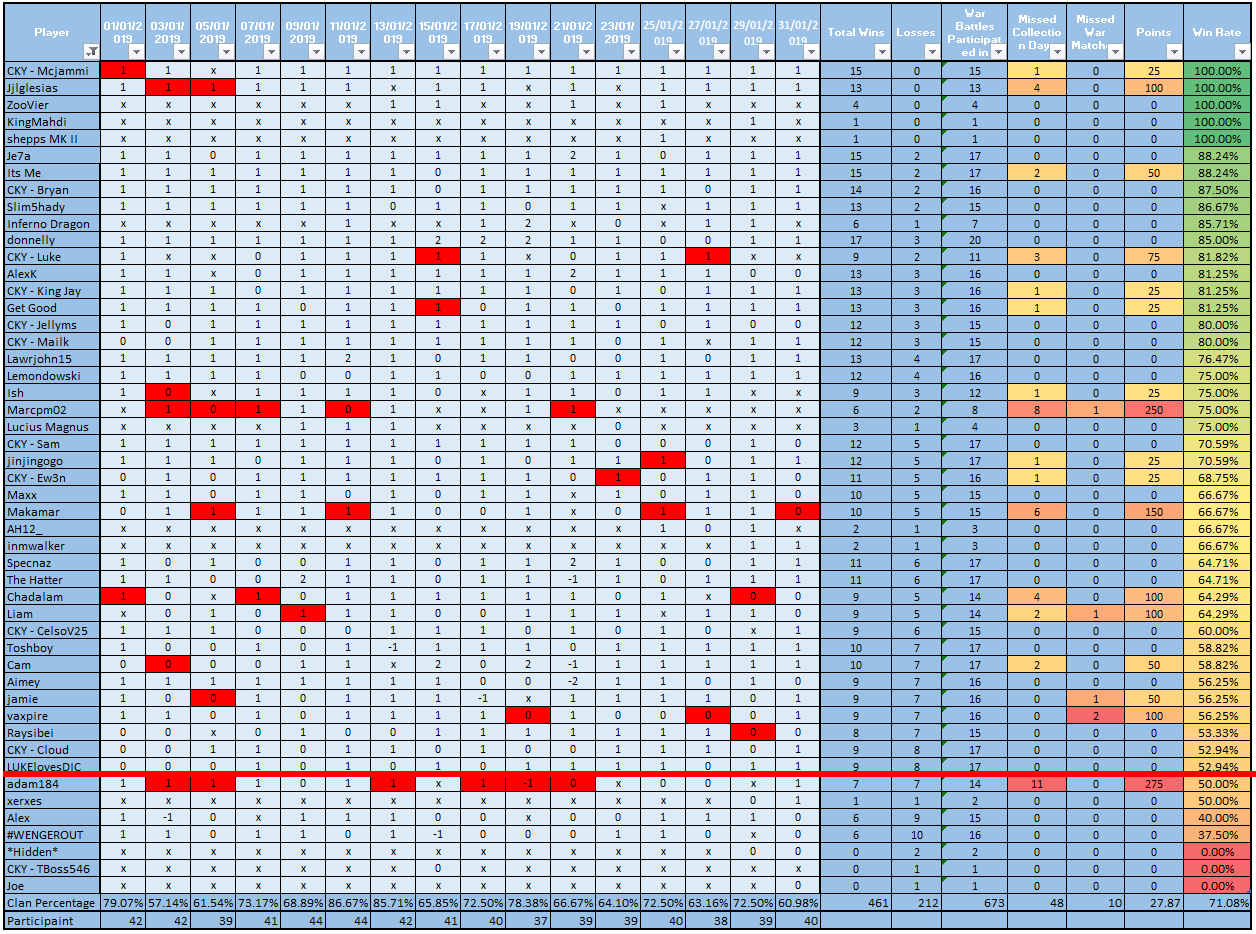 Player 01/01/2019 03/01/2019 05/01/2019 07/01/2019 09/01/2019 11/01/2019 13/01/2019 15/01/2019 17/01/2019 19/01/2019 21/01/2019 23/01/2019 25/01/2019 27/01/2019 29/01/2019 31/01/2019 Total Wins Losses War Battles Participated in Missed Collection Day Missed War Match Points Win Rate
CKY - Mcjammi 1 1 x 1 1 1 1 1 1 1 1 1 1 1 1 1 15 0 15 1 0 25 100.00%
JjIglesias 1 1 1 1 1 1 x 1 1 x 1 x 1 1 1 1 13 0 13 4 0 100 100.00%
ZooVier x x x x x x 1 1 x x 1 x 1 x x x 4 0 4 0 0 0 100.00%
KingMahdi x x x x x x x x x x x x x 1 x x 1 0 1 0 0 0 100.00%
shepps MK II x x x x x x x x x x x x 1 x x x 1 0 1 0 0 0 100.00%
Je7a 1 1 0 1 1 1 1 1 1 1 2 1 0 1 1 1 15 2 17 0 0 0 88.24%
Its Me 1 1 1 1 1 1 1 0 1 1 1 1 1 1 1 1 15 2 17 2 0 50 88.24%
CKY - Bryan 1 1 1 1 1 1 1 0 1 1 1 1 1 0 1 1 14 2 16 0 0 0 87.50%
Slim5hady 1 1 1 1 1 0 1 1 0 1 1 1 x 1 1 1 13 2 15 0 0 0 86.67%
Inferno Dragon x x x x x 1 x x 1 2 x 0 x 1 1 x 6 1 7 0 0 0 85.71%
donnelly 1 1 1 1 1 1 1 2 2 2 1 1 0 0 1 1 17 3 20 0 0 0 85.00%
CKY - Luke 1 x x 0 1 1 1 1 1 x 0 1 1 1 x x 9 2 11 3 0 75 81.82%
AlexK 1 1 x 0 1 1 1 1 1 1 2 1 1 1 0 0 13 3 16 0 0 0 81.25%
CKY - King Jay 1 1 1 0 1 1 1 1 1 1 0 1 0 1 1 1 13 3 16 1 0 25 81.25%
Get Good 1 1 1 1 0 1 1 1 0 1 1 0 1 1 1 1 13 3 16 1 0 25 81.25%
CKY - Jellyms 1 0 1 1 1 1 1 1 1 1 1 1 0 1 0 0 12 3 15 0 0 0 80.00%
CKY - Mailk 0 0 1 1 1 1 1 1 1 1 1 0 1 x 1 1 12 3 15 0 0 0 80.00%
Lawrjohn15 1 1 1 1 2 1 1 0 1 1 0 0 1 0 1 1 13 4 17 0 0 0 76.47%
Lemondowski 1 1 1 1 0 0 1 1 1 1 0 1 1 1 1 0 12 4 16 0 0 0 75.00%
Ish 1 0 x 1 1 1 1 0 x 1 1 0 1 1 x x 9 3 12 1 0 25 75.00%
Marcpm02 x 1 0 1 1 0 1 x x 1 1 x x x x x 6 2 8 8 1 250 75.00%
Lucius Magnus x x x x 1 1 1 x x x x 0 x x x x 3 1 4 0 0 0 75.00%
CKY - Sam 1 1 1 1 1 1 1 1 1 1 1 0 0 0 1 0 12 5 17 0 0 0 70.59%
jinjingogo 1 1 1 0 1 1 1 0 1 0 1 1 1 0 1 1 12 5 17 1 0 25 70.59%
CKY - Ew3n 0 1 0 1 1 1 1 1 1 1 0 1 0 1 1 0 11 5 16 1 0 25 68.75%
Maxx 1 1 0 1 1 0 1 0 1 1 x 1 0 1 1 0 10 5 15 0 0 0 66.67%
Makamar 0 1 1 1 1 1 1 0 0 1 x 0 1 1 1 0 10 5 15 6 0 150 66.67%
AH12_ x x x x x x x x x x x x 1 0 1 x 2 1 3 0 0 0 66.67%
inmwalker x x x x x x x x x x x x x x 1 1 2 1 3 0 0 0 66.67%
Specnaz 1 0 1 0 1 1 1 0 1 1 2 1 0 0 1 1 11 6 17 0 0 0 64.71%
The Hatter 1 1 0 0 2 1 1 0 1 1 -1 1 0 1 1 1 11 6 17 0 0 0 64.71%
Chadalam 1 0 x 1 0 1 1 1 1 1 1 0 1 x 0 0 9 5 14 4 0 100 64.29%
Liam x 0 1 0 1 1 1 0 0 1 1 1 x 1 1 0 9 5 14 2 1 100 64.29%
CKY - CelsoV25 1 1 1 0 0 0 1 1 1 0 1 0 1 0 x 1 9 6 15 0 0 0 60.00%
Toshboy 1 0 0 1 0 1 -1 1 1 1 0 1 1 1 1 0 10 7 17 0 0 0 58.82%
Cam 0 0 0 0 1 1 x 2 0 2 -1 1 1 1 1 0 10 7 17 2 0 50 58.82%
Aimey 1 1 1 1 1 1 1 1 0 0 -2 1 1 0 0 0 9 7 16 0 0 0 56.25%
jamie 1 0 0 1 0 1 1 1 -1 x 1 1 1 1 0 1 9 7 16 0 1 50 56.25%
vaxpire 1 1 0 1 0 1 1 1 1 0 1 0 0 0 0 1 9 7 16 0 2 100 56.25%
Raysibei 0 0 x 0 1 0 0 1 1 1 1 1 1 1 0 0 8 7 15 0 0 0 53.33%
CKY - Cloud 0 0 1 1 0 1 1 0 1 0 0 1 1 1 0 1 9 8 17 0 0 0 52.94%
LUKElovesDIC 0 0 0 0 1 1 1 0 1 0 1 1 1 0 1 1 9 8 17 0 0 0 52.94%
adam184 1 1 1 1 0 1 1 x 1 -1 0 x 0 0 x 1 7 7 14 11 0 275 50.00%
xerxes x x x x x x x x x x x x x x 0 1 1 1 2 0 0 0 50.00%
Alex 1 -1 0 x 1 1 1 0 0 x 0 0 1 1 0 0 6 9 15 0 0 0 40.00%
#WENGEROUT 1 1 0 1 1 0 1 -1 0 0 0 1 1 0 x 0 6 10 16 0 0 0 37.50%
*Hidden* x x x x x x x x x x x x x x 0 0 0 2 2 0 0 0 0.00%
CKY - TBoss546 x x x x x x x 0 x x x x x x x x 0 1 1 0 0 0 0.00%
Joe x x x x x x x x x x x x x x x 0 0 1 1 0 0 0 0.00%
Clan Percentage 79.07% 57.14% 61.54% 73.17% 68.89% 86.67% 85.71% 65.85% 72.50% 78.38% 66.67% 64.10% 72.50% 63.16% 72.50% 60.98% 461 212 673 48 10 27.87 71.08%
Participaint 42 42 39 41 44 44 42 41 40 37 39 39 40 38 39 40